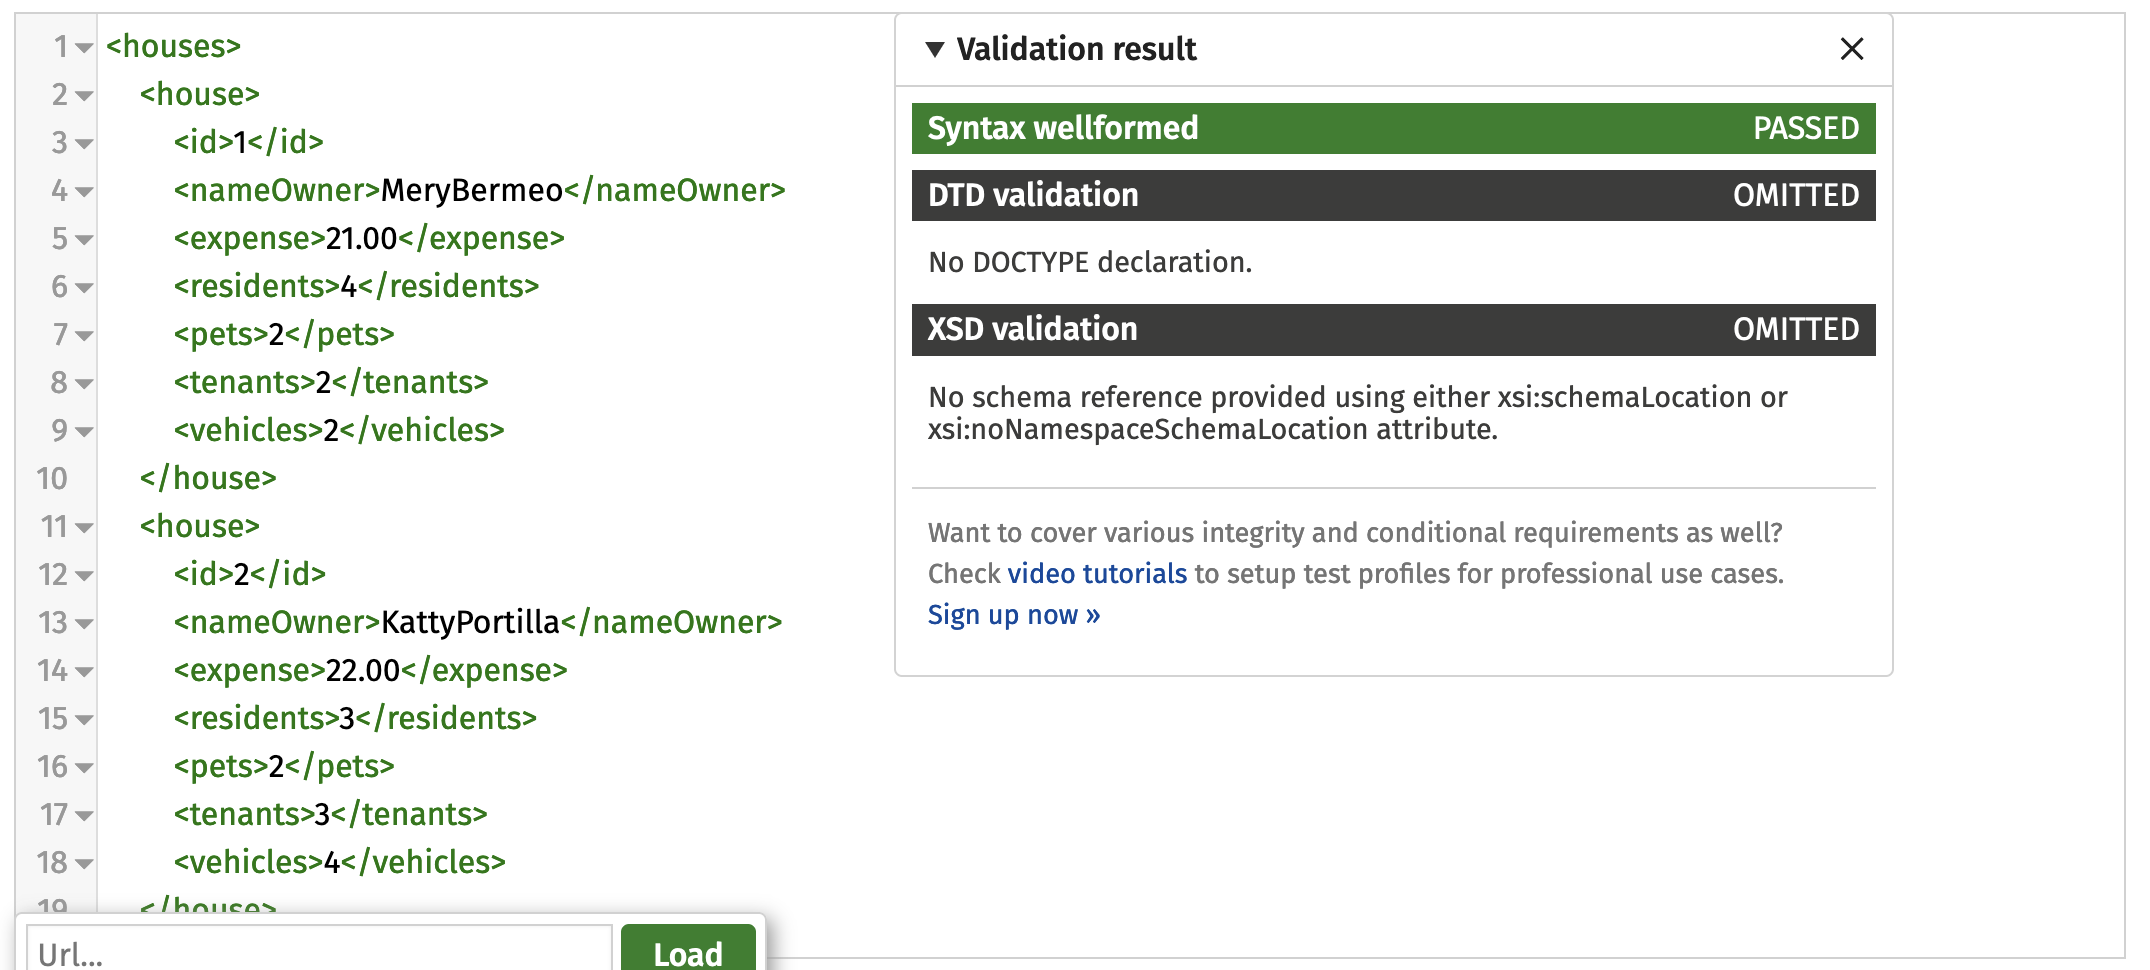 1 <houses>
2 <house>
3 <id>1</id>
4 <nameOwner>MeryBermeo</nameOwner>
5 <expense>21.00</expense>
6 <residents>4</residents>
7 <pets>2</pets>
8 <tenants>2</tenants>
9 <vehicles>2</vehicles>
10 </house>
11 <house>
12 <id>2</id>
13 <nameOwner>KattyPortilla</nameOwner>
14 <expense>22.00</expense>
15 <residents>3</residents>
16 <pets>2</pets>
17 <tenants>3</tenants>
18 <vehicles>4</vehicles>
19 </house>
Url...
Load
Validation result
Syntax wellformed PASSED
DTD validation OMITTED
No DOCTYPE declaration.
XSD validation OMITTED
No schema reference provided using either xsi:schemaLocation or
xsi:noNamespaceSchemaLocation attribute.
Want to cover various integrity and conditional requirements as well?
Check video tutorials to setup test profiles for professional use cases.
Sign up now »